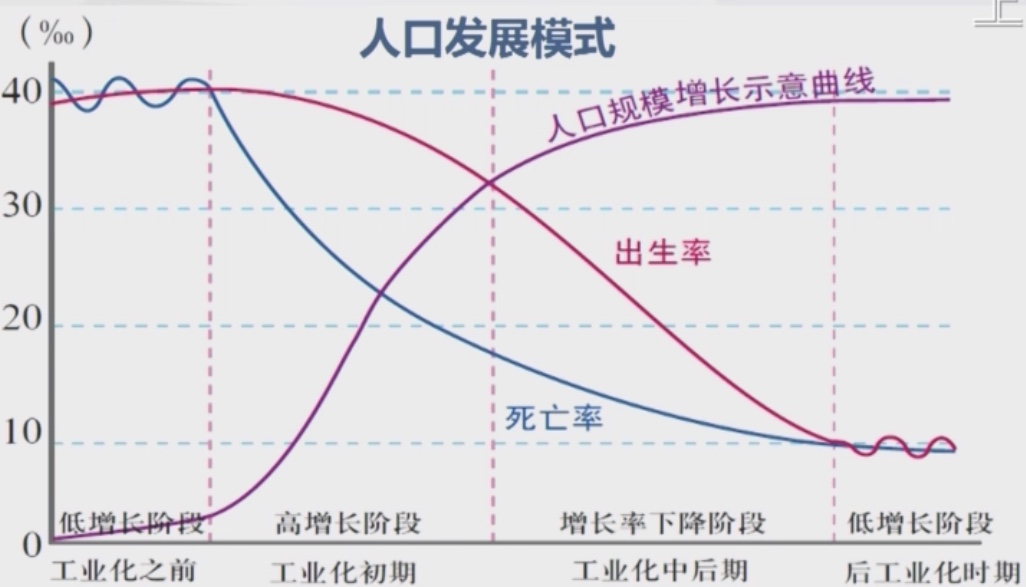 上
(‰)
人口发展模式
40
人口规模增长示意曲线
30
出生率
20
死亡率
10
低增长阶段 高增长阶段 增长率下降阶段 低增长阶段
0
工业化之前 工业化初期 工业化中后期 后工业化时期